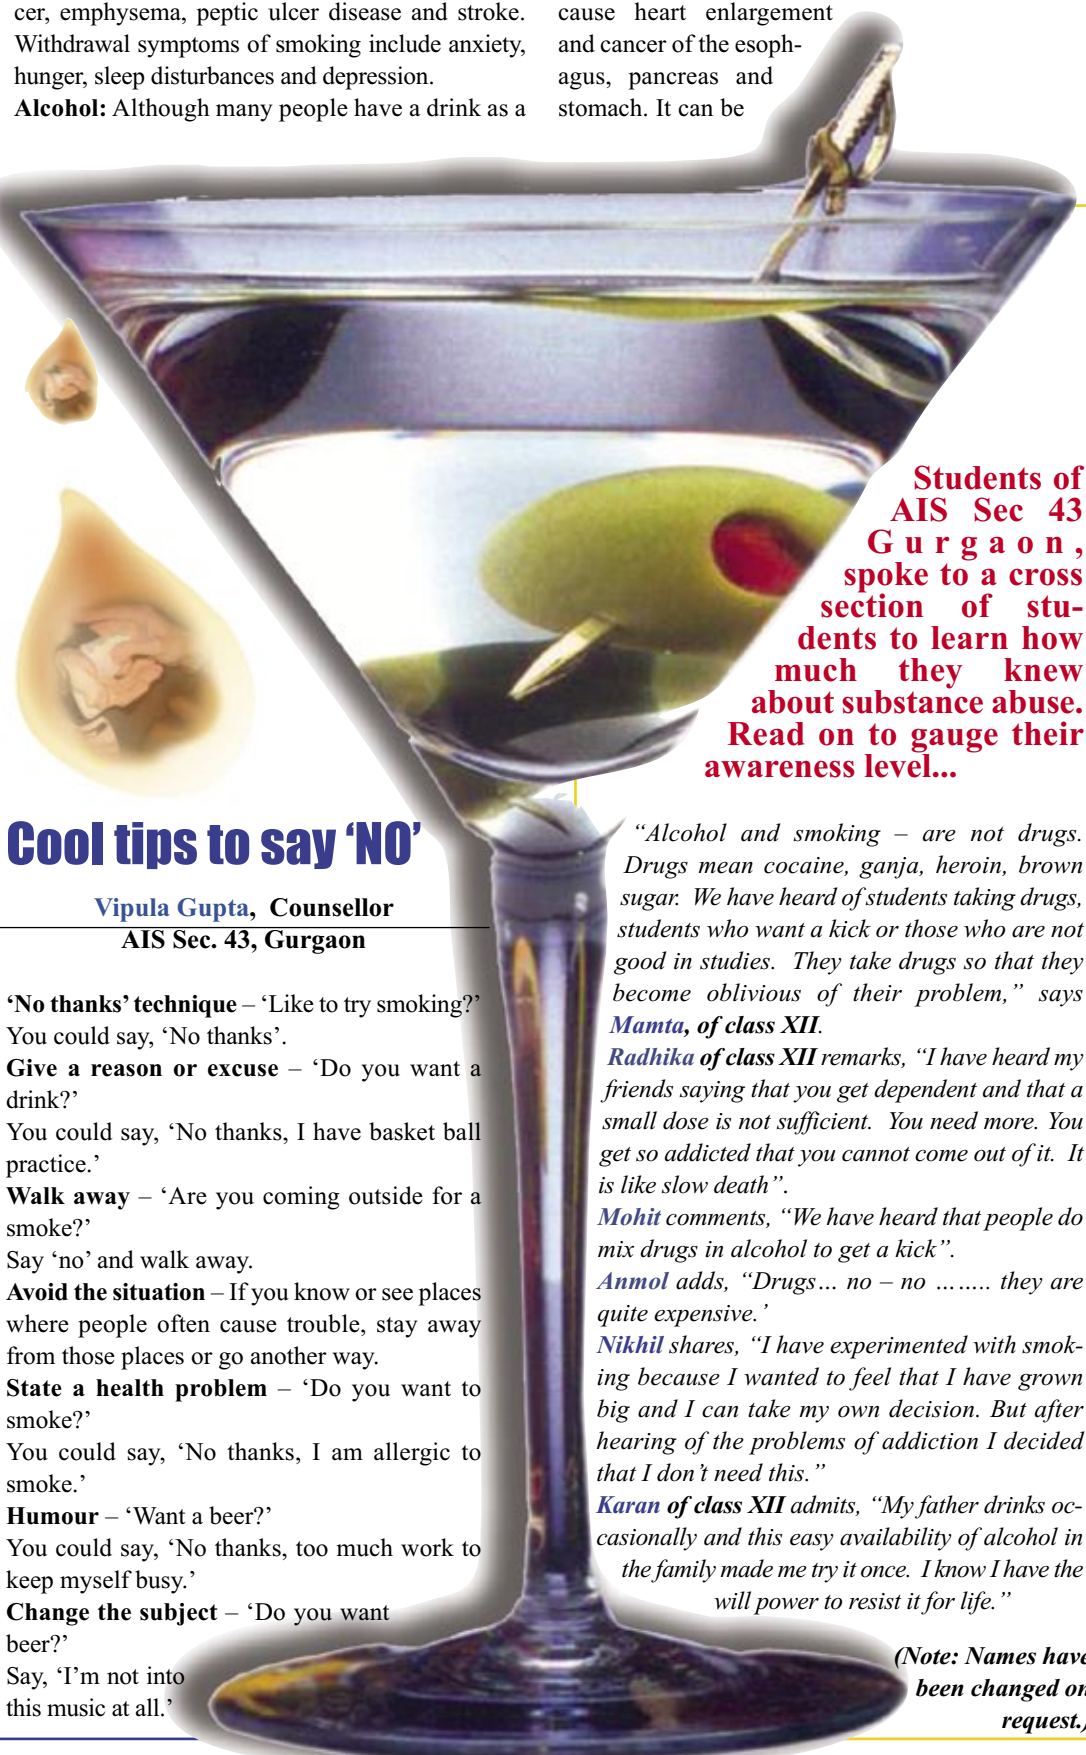 cer, emphysema, peptic ulcer disease and stroke.
Withdrawal symptoms of smoking include anxiety,
hunger, sleep disturbances and depression.
Alcohol: Although many people have a drink as a
cause heart enlargement
and cancer of the esoph-
agus, pancreas and
stomach. It can be
Students of
AIS Sec 43
Gurgaon,
spoke to a cross
section of stu-
dents to learn how
much they knew
about substance abuse.
Read on to gauge their
awareness level...
Cool tips to say ‘NO’
Vipula Gupta, Counsellor
AIS Sec. 43, Gurgaon
‘No thanks’ technique – ‘Like to try smoking?’
You could say, ‘No thanks’.
Give a reason or excuse – ‘Do you want a
drink?’
You could say, ‘No thanks, I have basket ball
practice.’
Walk away – ‘Are you coming outside for a
smoke?’
Say ‘no’ and walk away.
Avoid the situation – If you know or see places
where people often cause trouble, stay away
from those places or go another way.
State a health problem – ‘Do you want to
smoke?’
You could say, ‘No thanks, I am allergic to
smoke.’
Humour – ‘Want a beer?’
You could say, ‘No thanks, too much work to
keep myself busy.’
Change the subject – ‘Do you want
beer?’
Say, ‘I’m not into
this music at all.’
“Alcohol and smoking – are not drugs.
Drugs mean cocaine, ganja, heroin, brown
sugar. We have heard of students taking drugs,
students who want a kick or those who are not
good in studies. They take drugs so that they
become oblivious of their problem,” says
Mamta, of class XII.
Radhika of class XII remarks, “I have heard my
friends saying that you get dependent and that a
small dose is not sufficient. You need more. You
get so addicted that you cannot come out of it. It
is like slow death”.
Mohit comments, “We have heard that people do
mix drugs in alcohol to get a kick”.
Anmol adds, “Drugs… no – no …….. they are
quite expensive.’
Nikhil shares, “I have experimented with smok-
ing because I wanted to feel that I have grown
big and I can take my own decision. But after
hearing of the problems of addiction I decided
that I don’t need this.”
Karan of class XII admits, “My father drinks oc-
casionally and this easy availability of alcohol in
the family made me try it once. I know I have the
will power to resist it for life.”
(Note: Names have
been changed on
request.)